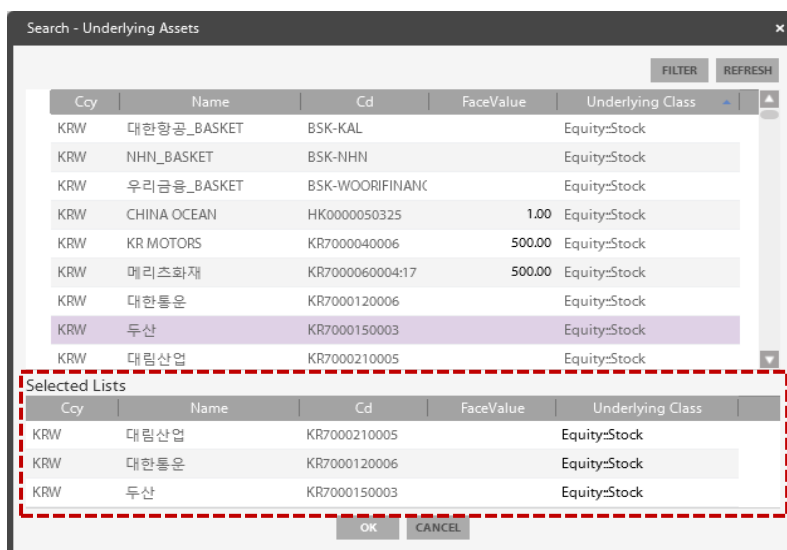 Search - Underlying Assets ×
FILTER REFRESH
Ccy Name Cd FaceValue Underlying Class
KRW 대한항공_BASKET BSK-KAL Equity::Stock
KRW NHN_BASKET BSK-NHN Equity::Stock
KRW 우리금융_BASKET BSK-WOORIFINANC Equity::Stock
KRW CHINA OCEAN HK0000050325 1.00 Equity::Stock
KRW KR MOTORS KR7000040006 500.00 Equity::Stock
KRW 메리츠화재 KR7000060004:17 500.00 Equity::Stock
KRW 대한통운 KR7000120006 Equity::Stock
KRW 두산 KR7000150003 Equity::Stock
KRW 대림산업 KR7000210005 Equity::Stock
Selected Lists
Ccy Name Cd FaceValue Underlying Class
KRW 대림산업 KR7000210005 Equity::Stock
KRW 대한통운 KR7000120006 Equity::Stock
KRW 두산 KR7000150003 Equity::Stock
OK CANCEL